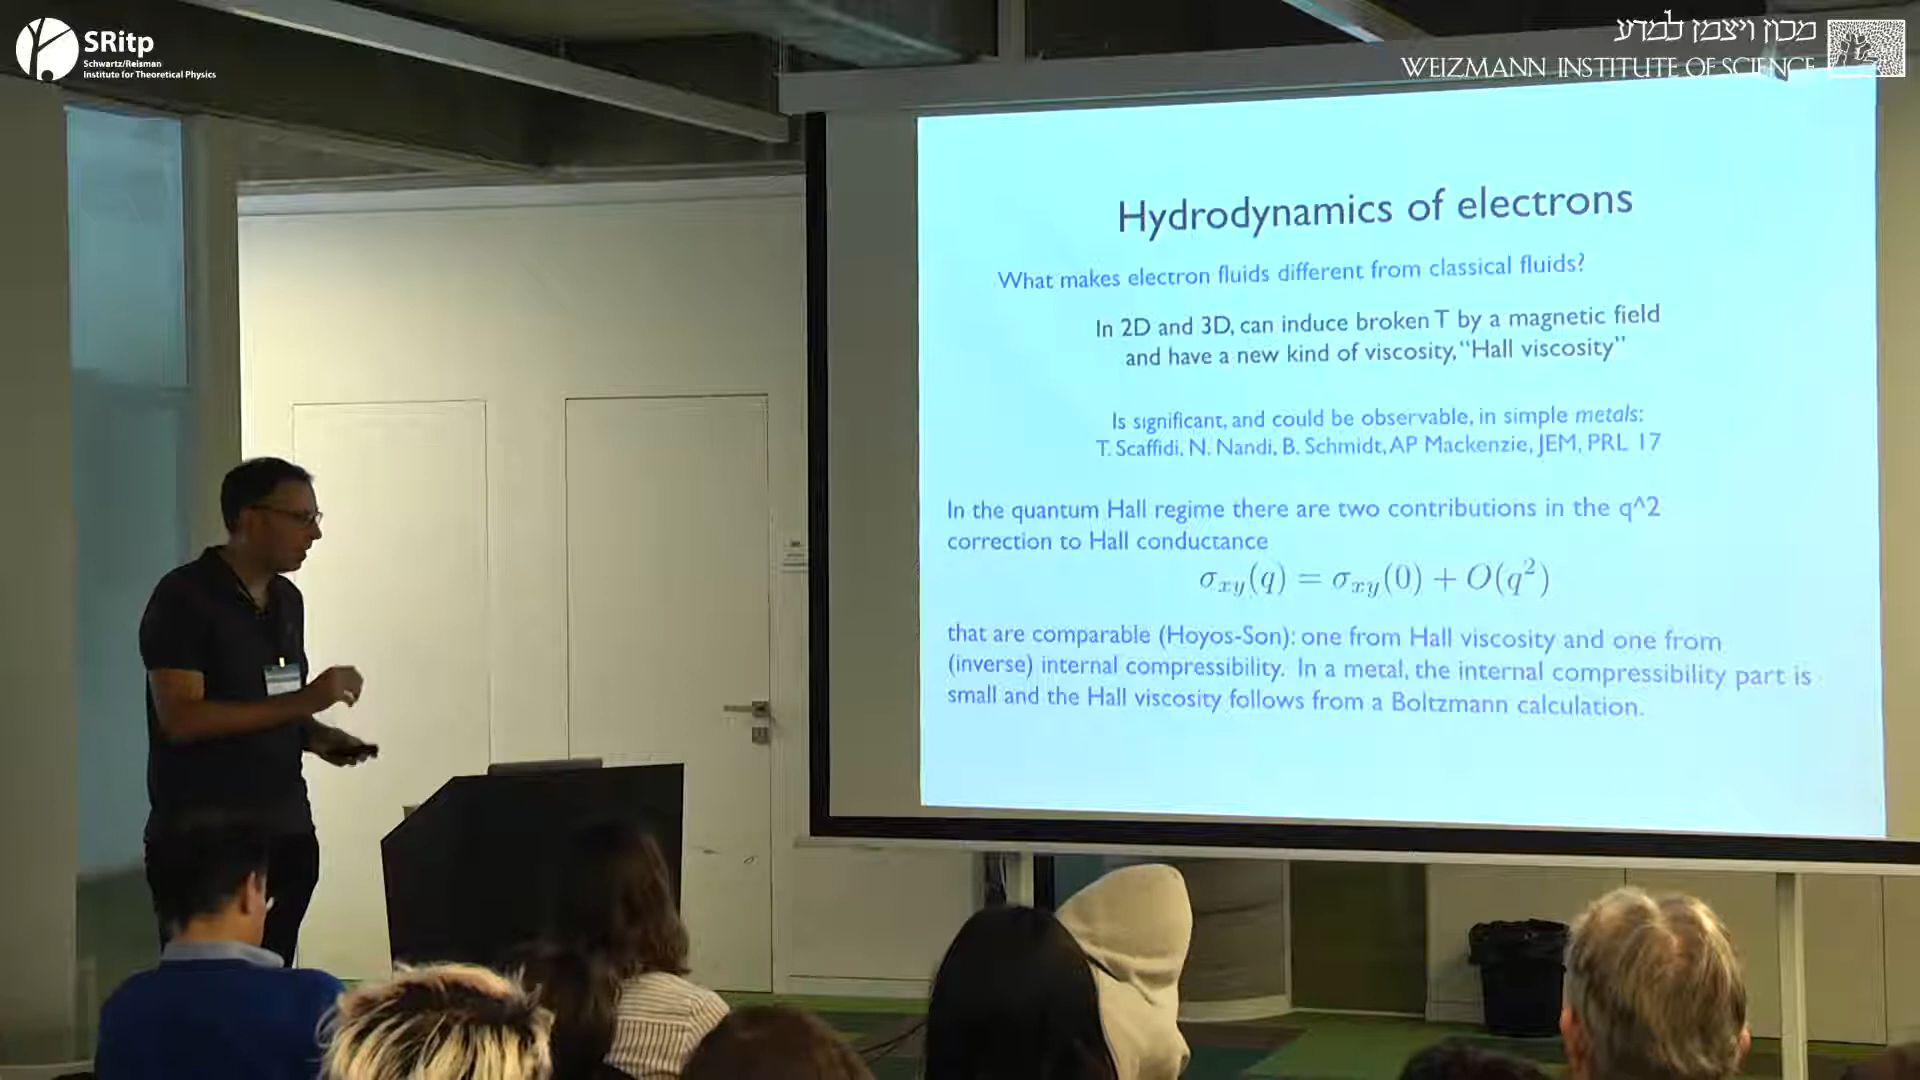 SRitp
Schwartz/Reisman
Institute for Theoretical Physics
מכון ויצמן למדע
WEIZMANN INSTITUTE OF SCIENCE
Hydrodynamics of electrons
What makes electron fluids different from classical fluids?
In 2D and 3D, can induce broken T by a magnetic field
and have a new kind of viscosity, “Hall viscosity”
Is significant, and could be observable, in simple metals:
T. Scaffidi, N. Nandi, B. Schmidt, AP Mackenzie, JEM, PRL 17
In the quantum Hall regime there are two contributions in the q^2
correction to Hall conductance
σxy(q) = σxy(0) + O(q²)
that are comparable (Hoyos-Son): one from Hall viscosity and one from
(inverse) internal compressibility. In a metal, the internal compressibility part is
small and the Hall viscosity follows from a Boltzmann calculation.